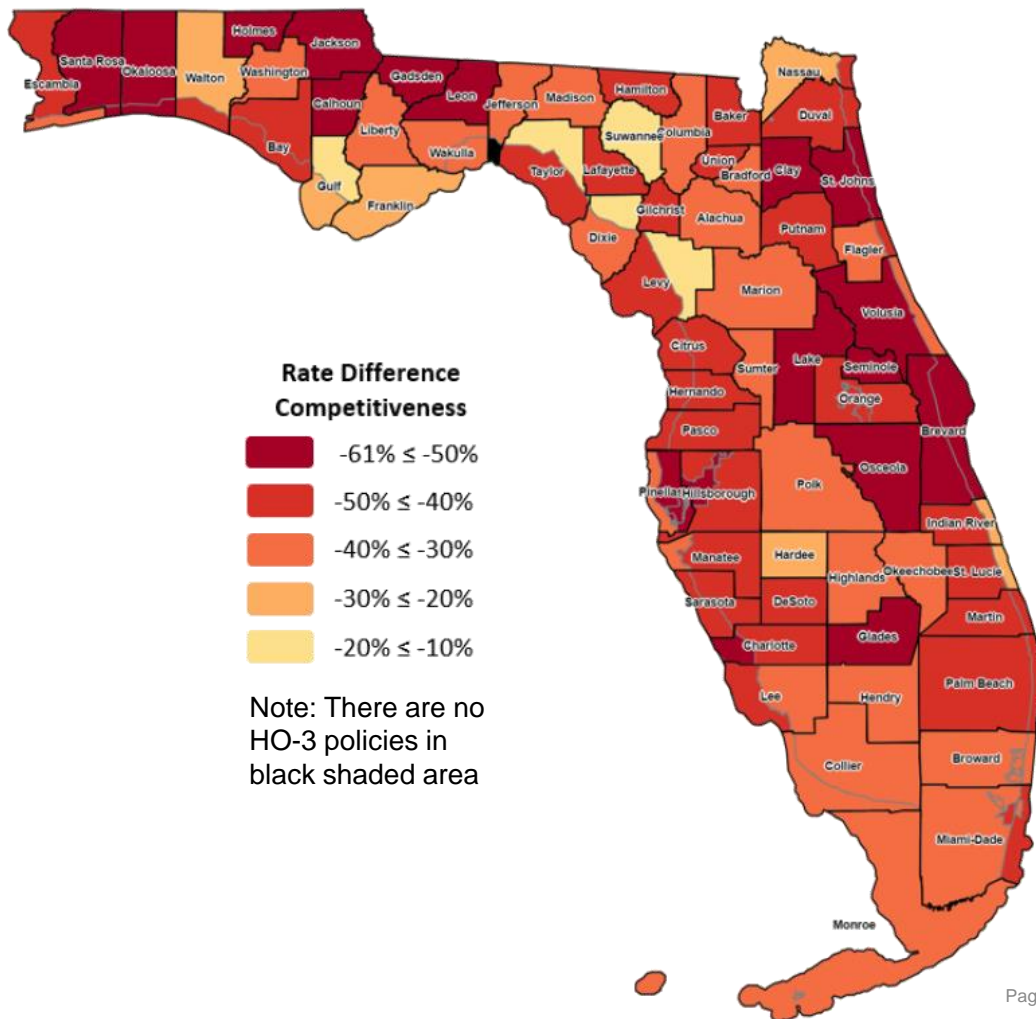 Holmes
Jackson
Santa Rosa
Okaloosa
Walton
Washington
Escambia
Calhoun
Gadsden
Leon
Jefferson
Madison
Hamilton
Nassau
Bay
Liberty
Wakulla
Suwannee
Columbia
Baker
Duval
Gulf
Franklin
Taylor
Lafayette
Union
Bradford
Clay
St. Johns
Dixie
Gilchrist
Alachua
Putnam
Flagler
Levy
Marion
Volusia
Citrus
Sumter
Lake
Seminole
Hernando
Orange
Pasco
Brevard
Osceola
Pinellas
Hillsborough
Polk
Indian River
Manatee
Hardee
Highlands
Okeechobee
St. Lucie
Sarasota
DeSoto
Martin
Charlotte
Glades
Lee
Hendry
Palm Beach
Collier
Broward
Miami-Dade
Monroe
Rate Difference
Competitiveness
-61% ≤ -50%
-50% ≤ -40%
-40% ≤ -30%
-30% ≤ -20%
-20% ≤ -10%
Note: There are no
HO-3 policies in
black shaded area
Pag